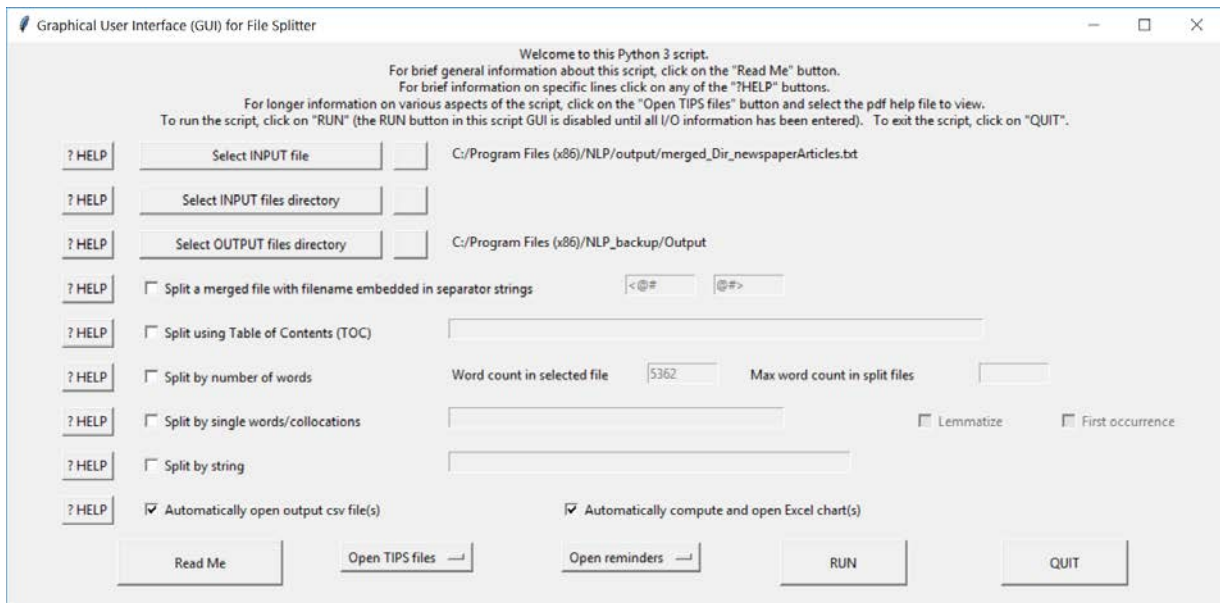 Graphical User Interface (GUI) for File Splitter
Welcome to this Python 3 script.
For brief general information about this script, click on the "Read Me" button.
For brief information on specific lines click on any of the "?HELP" buttons.
For longer information on various aspects of the script, click on the "Open TIPS files" button and select the pdf help file to view.
To run the script, click on "RUN" (the RUN button in this script GUI is disabled until all I/O information has been entered). To exit the script, click on "QUIT".
? HELP Select INPUT file C:/Program Files (x86)/NLP/output/merged_Dir_newspaperArticles.txt
? HELP Select INPUT files directory
? HELP Select OUTPUT files directory C:/Program Files (x86)/NLP_backup/Output
? HELP Split a merged file with filename embedded in separator strings <@# @#>
? HELP Split using Table of Contents (TOC)
? HELP Split by number of words Word count in selected file 5362 Max word count in split files
? HELP Split by single words/collocations Lemmatize First occurrence
? HELP Split by string
? HELP Automatically open output csv file(s) Automatically compute and open Excel chart(s)
Read Me Open TIPS files Open reminders RUN QUIT